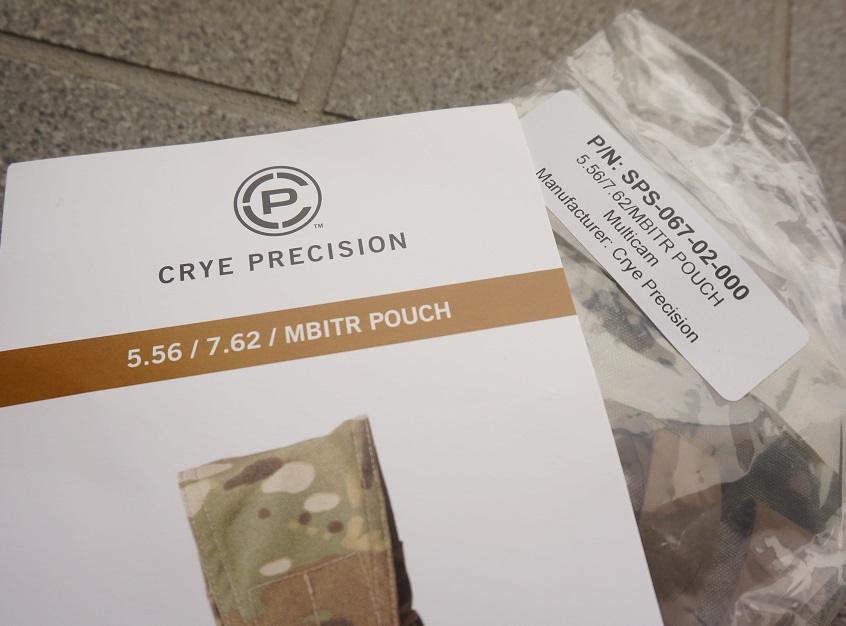 P
TM
CRYE PRECISION
5.56 / 7.62 / MBITR POUCH
P/N: SPS-067-02-000
5.56/7.62/MBITR POUCH
Multicam
Manufacturer: Crye Precision